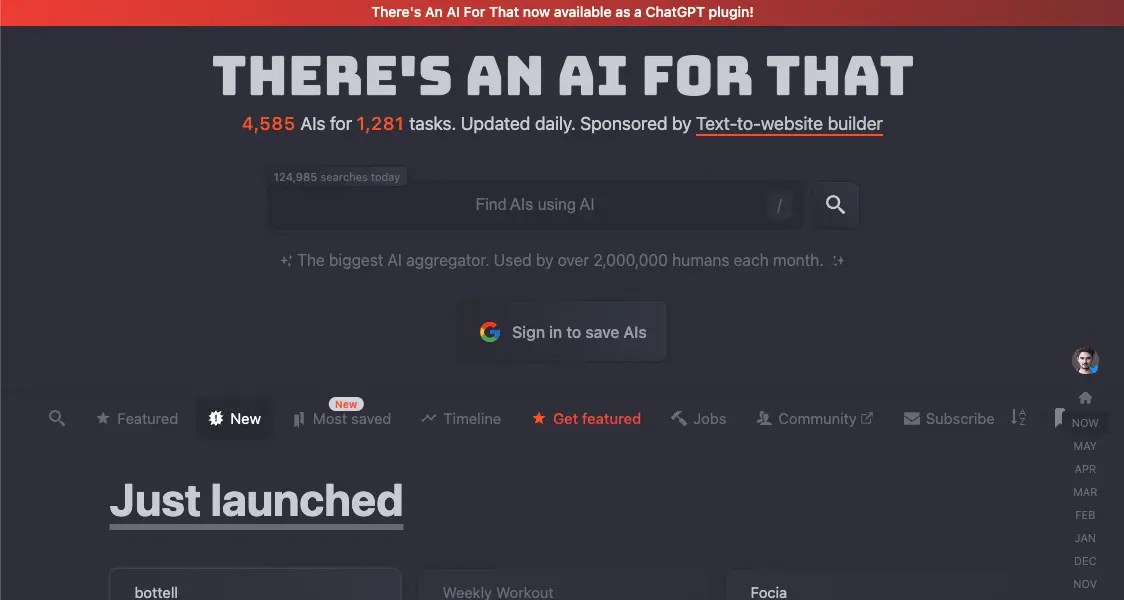 There's An AI For That now available as a ChatGPT plugin!
THERE'S AN AI FOR THAT
4,585 AIs for 1,281 tasks. Updated daily. Sponsored by Text-to-website builder
124,985 searches today
Find AIs using AI /
The biggest AI aggregator. Used by over 2,000,000 humans each month.
Sign in to save AIs
New
Featured New Most saved Timeline Get featured Jobs Community Subscribe A Z
NOW
MAY
APR
MAR
FEB
JAN
DEC
NOV
Just launched
bottell Weekly Workout Focia